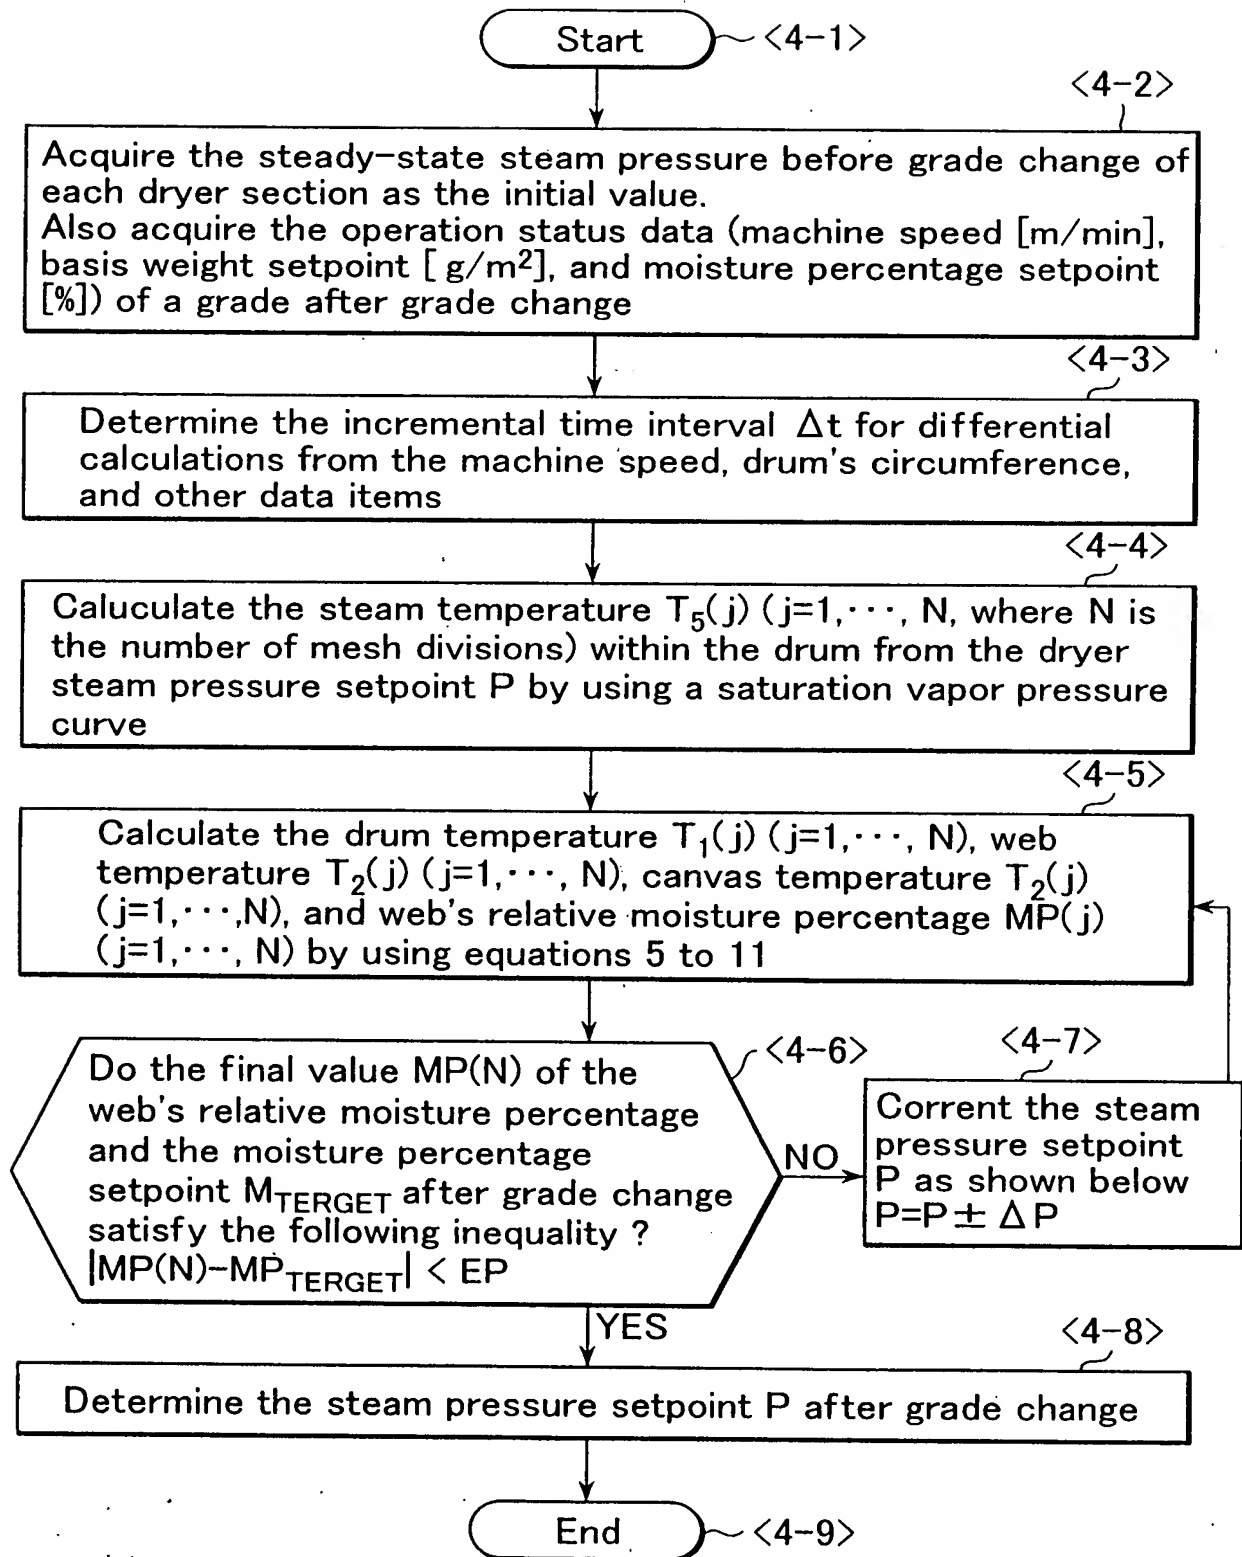 Start
<4-1>
<4-2>
Acquire the steady-state steam pressure before grade change of
each dryer section as the initial value.
Also acquire the operation status data (machine speed [m/min],
basis weight setpoint [ g/m²], and moisture percentage setpoint
[%]) of a grade after grade change
<4-3>
Determine the incremental time interval Δt for differential
calculations from the machine speed, drum's circumference,
and other data items
<4-4>
Caluculate the steam temperature T₅(j) (j=1,···, N, where N is
the number of mesh divisions) within the drum from the dryer
steam pressure setpoint P by using a saturation vapor pressure
curve
<4-5>
Calculate the drum temperature T₁(j) (j=1,···, N), web
temperature T₂(j) (j=1,···, N), canvas temperature T₂(j)
(j=1,···,N), and web's relative moisture percentage MP(j)
(j=1,···, N) by using equations 5 to 11
<4-6>
Do the final value MP(N) of the
web's relative moisture percentage
and the moisture percentage
setpoint M_TERGET after grade change
satisfy the following inequality ?
|MP(N)-MP_TERGET| < EP
NO
<4-7>
Corrent the steam
pressure setpoint
P as shown below
P=P ± ΔP
YES
<4-8>
Determine the steam pressure setpoint P after grade change
End
<4-9>